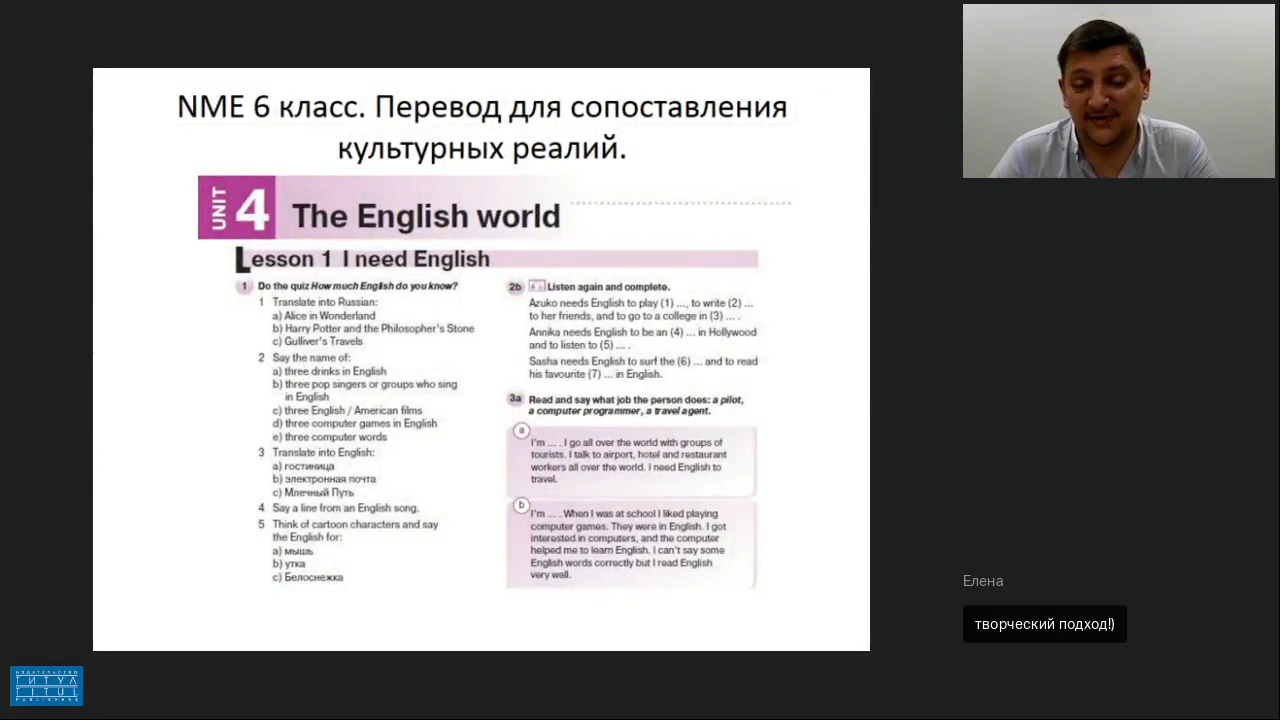 NME 6 класс. Перевод для сопоставления
культурных реалий.
UNIT 4 The English world
Lesson 1 I need English
1 Do the quiz How much English do you know?
1 Translate into Russian:
a) Alice in Wonderland
b) Harry Potter and the Philosopher's Stone
c) Gulliver's Travels
2 Say the name of:
a) three drinks in English
b) three pop singers or groups who sing
in English
c) three English / American films
d) three computer games in English
e) three computer words
3 Translate into English:
a) гостиница
b) электронная почта
c) Млечный Путь
4 Say a line from an English song.
5 Think of cartoon characters and say
the English for:
a) мышь
b) утка
c) Белоснежка
2b Listen again and complete.
Azuko needs English to play (1) ..., to write (2) ...
to her friends, and to go to a college in (3) ... .
Annika needs English to be an (4) ... in Hollywood
and to listen to (5) ... .
Sasha needs English to surf the (6) ... and to read
his favourite (7) ... in English.
3a Read and say what job the person does: a pilot,
a computer programmer, a travel agent.
a
I'm ... . I go all over the world with groups of
tourists. I talk to airport, hotel and restaurant
workers all over the world. I need English to
travel.
b
I'm ... . When I was at school I liked playing
computer games. They were in English. I got
interested in computers, and the computer
helped me to learn English. I can't say some
English words correctly but I read English
very well.
Елена
творческий подход!)
ИЗДАТЕЛЬСТВО
ТИТУЛ
TITUL
PUBLISHERS